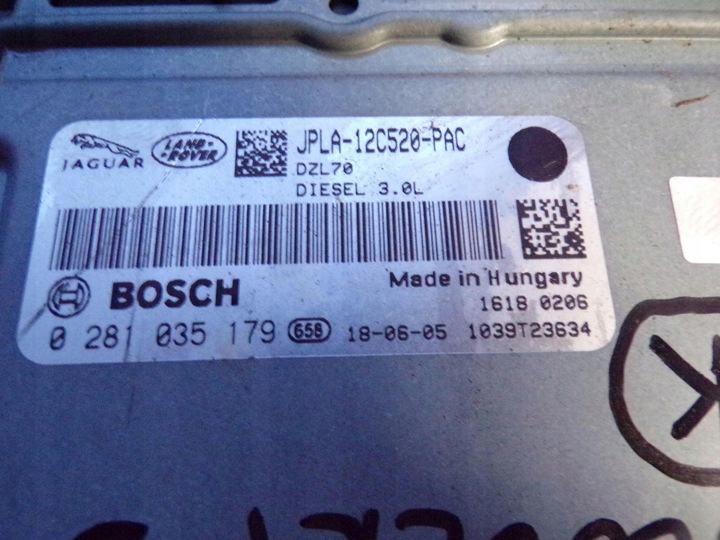 JAGUAR LAND-ROVER JPLA-12C520-PAC
DZL70
DIESEL 3.0L
Made in Hungary
BOSCH 1618 0206
0 281 035 179 658 18-06-05 1039T23634